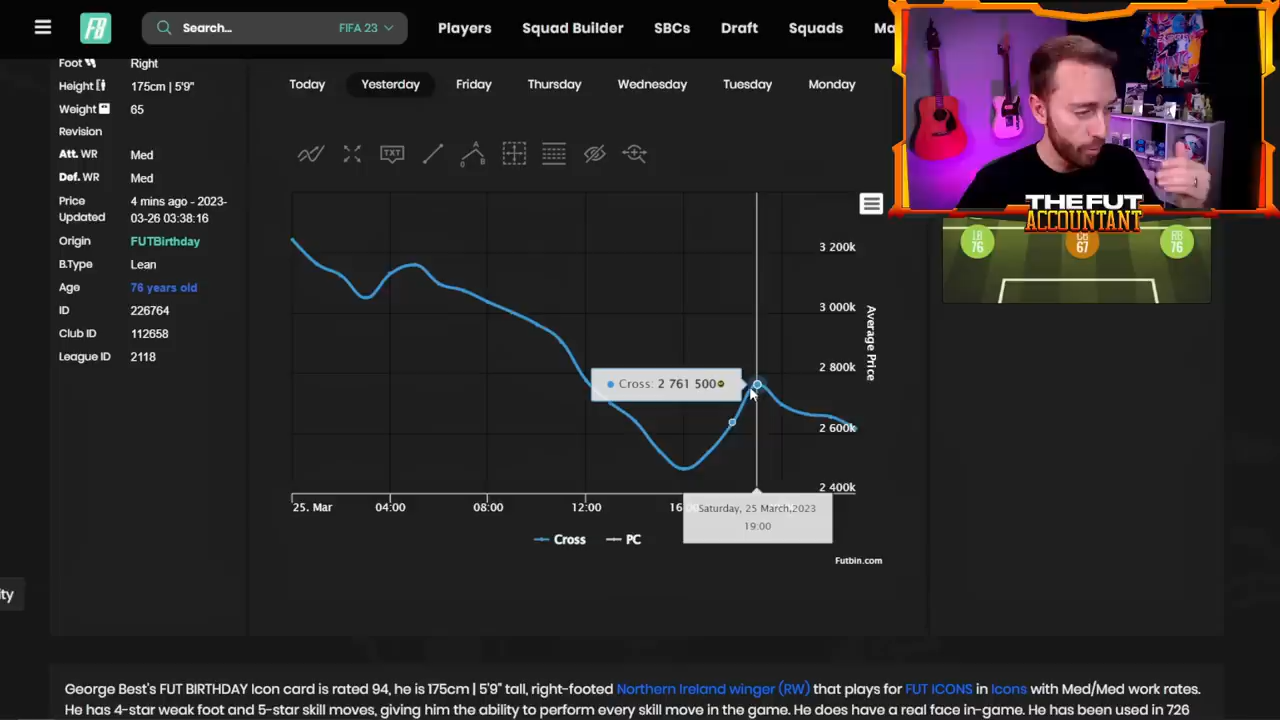 FB Search... FIFA 23 Players Squad Builder SBCs Draft Squads Ma
Foot Right
Height 175cm | 5'9"
Weight 65
Revision
Att. WR Med
Def. WR Med
Price Updated 4 mins ago - 2023-03-26 03:38:16
Origin FUTBirthday
B.Type Lean
Age 76 years old
ID 226764
Club ID 112658
League ID 2118
Today Yesterday Friday Thursday Wednesday Tuesday Monday
TXT
3 200k
3 000k
2 800k
2 600k
2 400k
Average Price
Cross: 2 761 500
25. Mar 04:00 08:00 12:00 16:
Saturday, 25 March,2023
19:00
Cross PC
Futbin.com
THE FUT
ACCOUNTANT
LB 76
CB 67
RB 76
ity
George Best's FUT BIRTHDAY Icon card is rated 94, he is 175cm | 5'9" tall, right-footed Northern Ireland winger (RW) that plays for FUT ICONS in Icons with Med/Med work rates.
He has 4-star weak foot and 5-star skill moves, giving him the ability to perform every skill move in the game. He does have a real face in-game. He has been used in 726